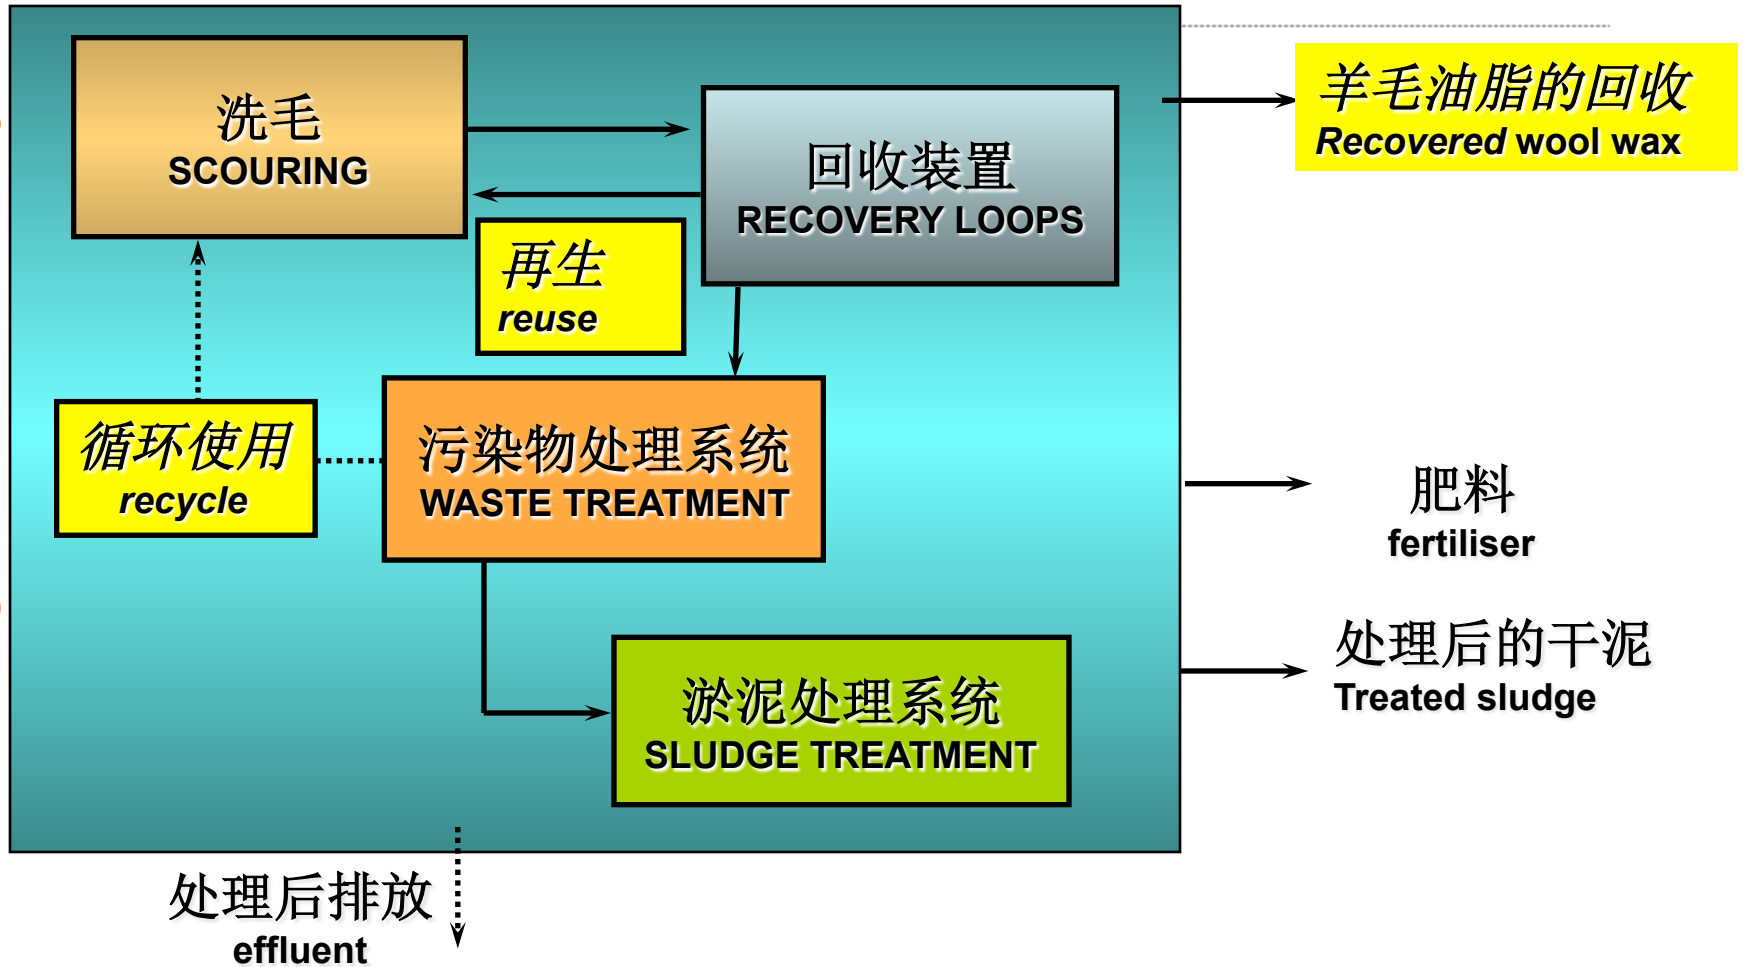 洗毛
SCOURING
回收装置
RECOVERY LOOPS
羊毛油脂的回收
Recovered wool wax
再生
reuse
循环使用
recycle
污染物处理系统
WASTE TREATMENT
肥料
fertiliser
处理后的干泥
Treated sludge
淤泥处理系统
SLUDGE TREATMENT
处理后排放
effluent